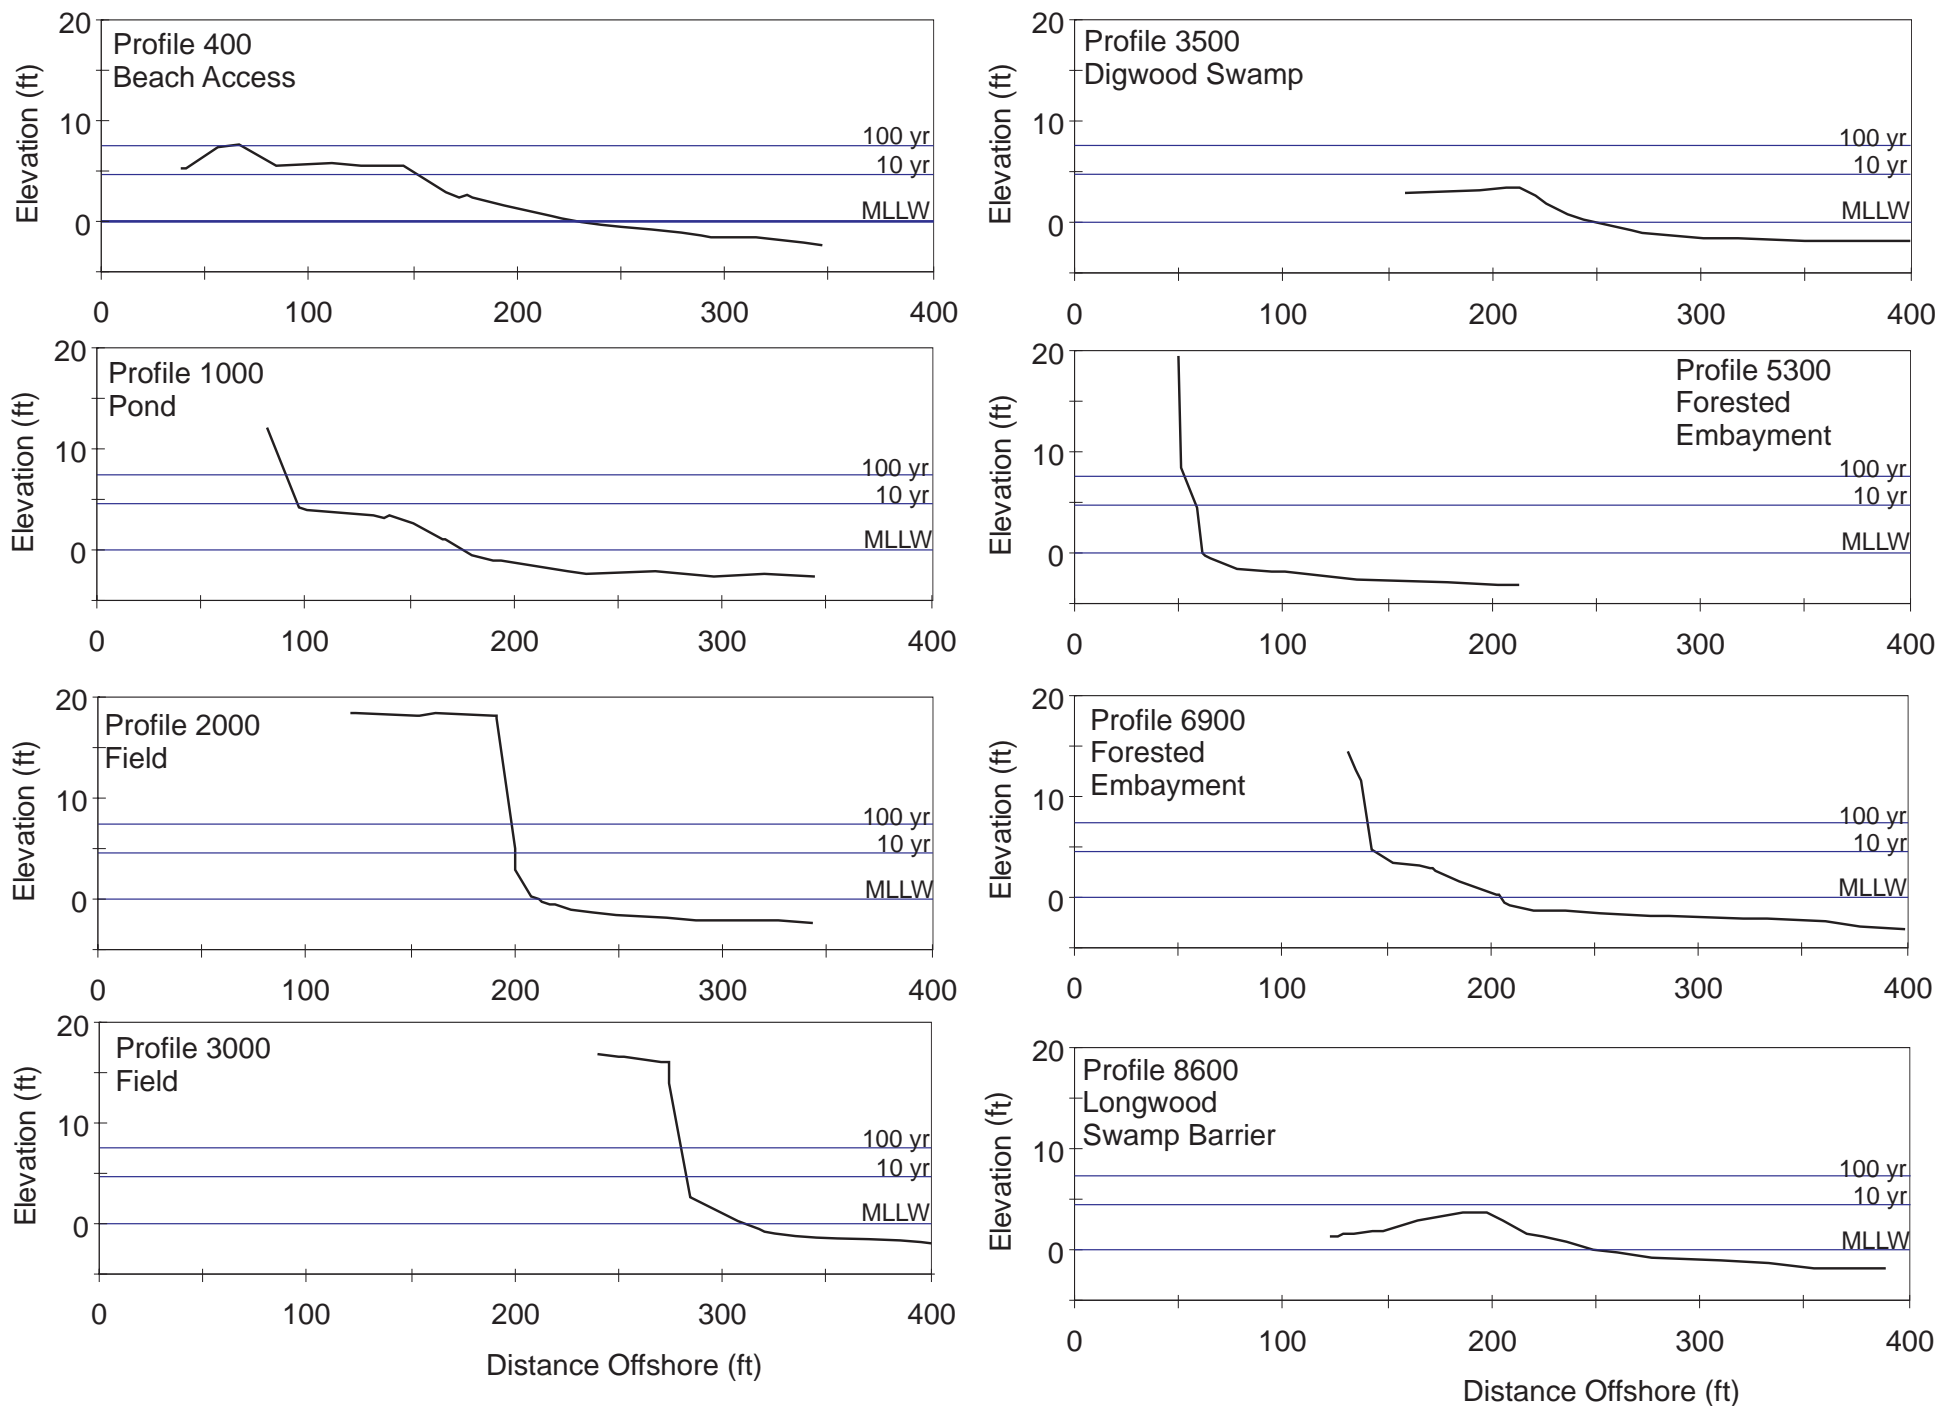 20
Profile 400
Beach Access
10
0
Elevation (ft)
100 yr
10 yr
MLLW
0
100
200
300
400
20
Profile 1000
Pond
10
0
Elevation (ft)
100 yr
10 yr
MLLW
0
100
200
300
400
20
Profile 2000
Field
10
0
Elevation (ft)
100 yr
10 yr
MLLW
0
100
200
300
400
20
Profile 3000
Field
10
0
Elevation (ft)
100 yr
10 yr
MLLW
0
100
200
300
400
Distance Offshore (ft)
20
Profile 3500
Digwood Swamp
10
0
Elevation (ft)
100 yr
10 yr
MLLW
0
100
200
300
400
20
Profile 5300
Forested
Embayment
10
0
Elevation (ft)
100 yr
10 yr
MLLW
0
100
200
300
400
20
Profile 6900
Forested
Embayment
10
0
Elevation (ft)
100 yr
10 yr
MLLW
0
100
200
300
400
20
Profile 8600
Longwood
Swamp Barrier
10
0
Elevation (ft)
100 yr
10 yr
MLLW
0
100
200
300
400
Distance Offshore (ft)